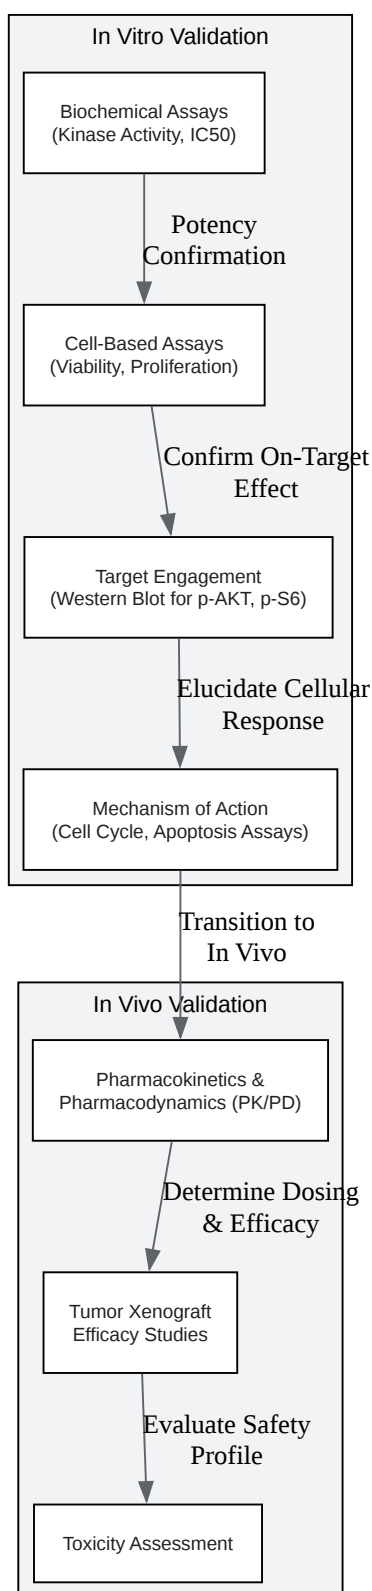 In Vitro Validation
Biochemical Assays
(Kinase Activity, IC50)
Potency
Confirmation
Cell-Based Assays
(Viability, Proliferation)
Confirm On-Target
Effect
Target Engagement
(Western Blot for p-AKT, p-S6)
Elucidate Cellular
Response
Mechanism of Action
(Cell Cycle, Apoptosis Assays)
Transition to
In Vivo
In Vivo Validation
Pharmacokinetics &
Pharmacodynamics (PK/PD)
Determine Dosing
& Efficacy
Tumor Xenograft
Efficacy Studies
Evaluate Safety
Profile
Toxicity Assessment